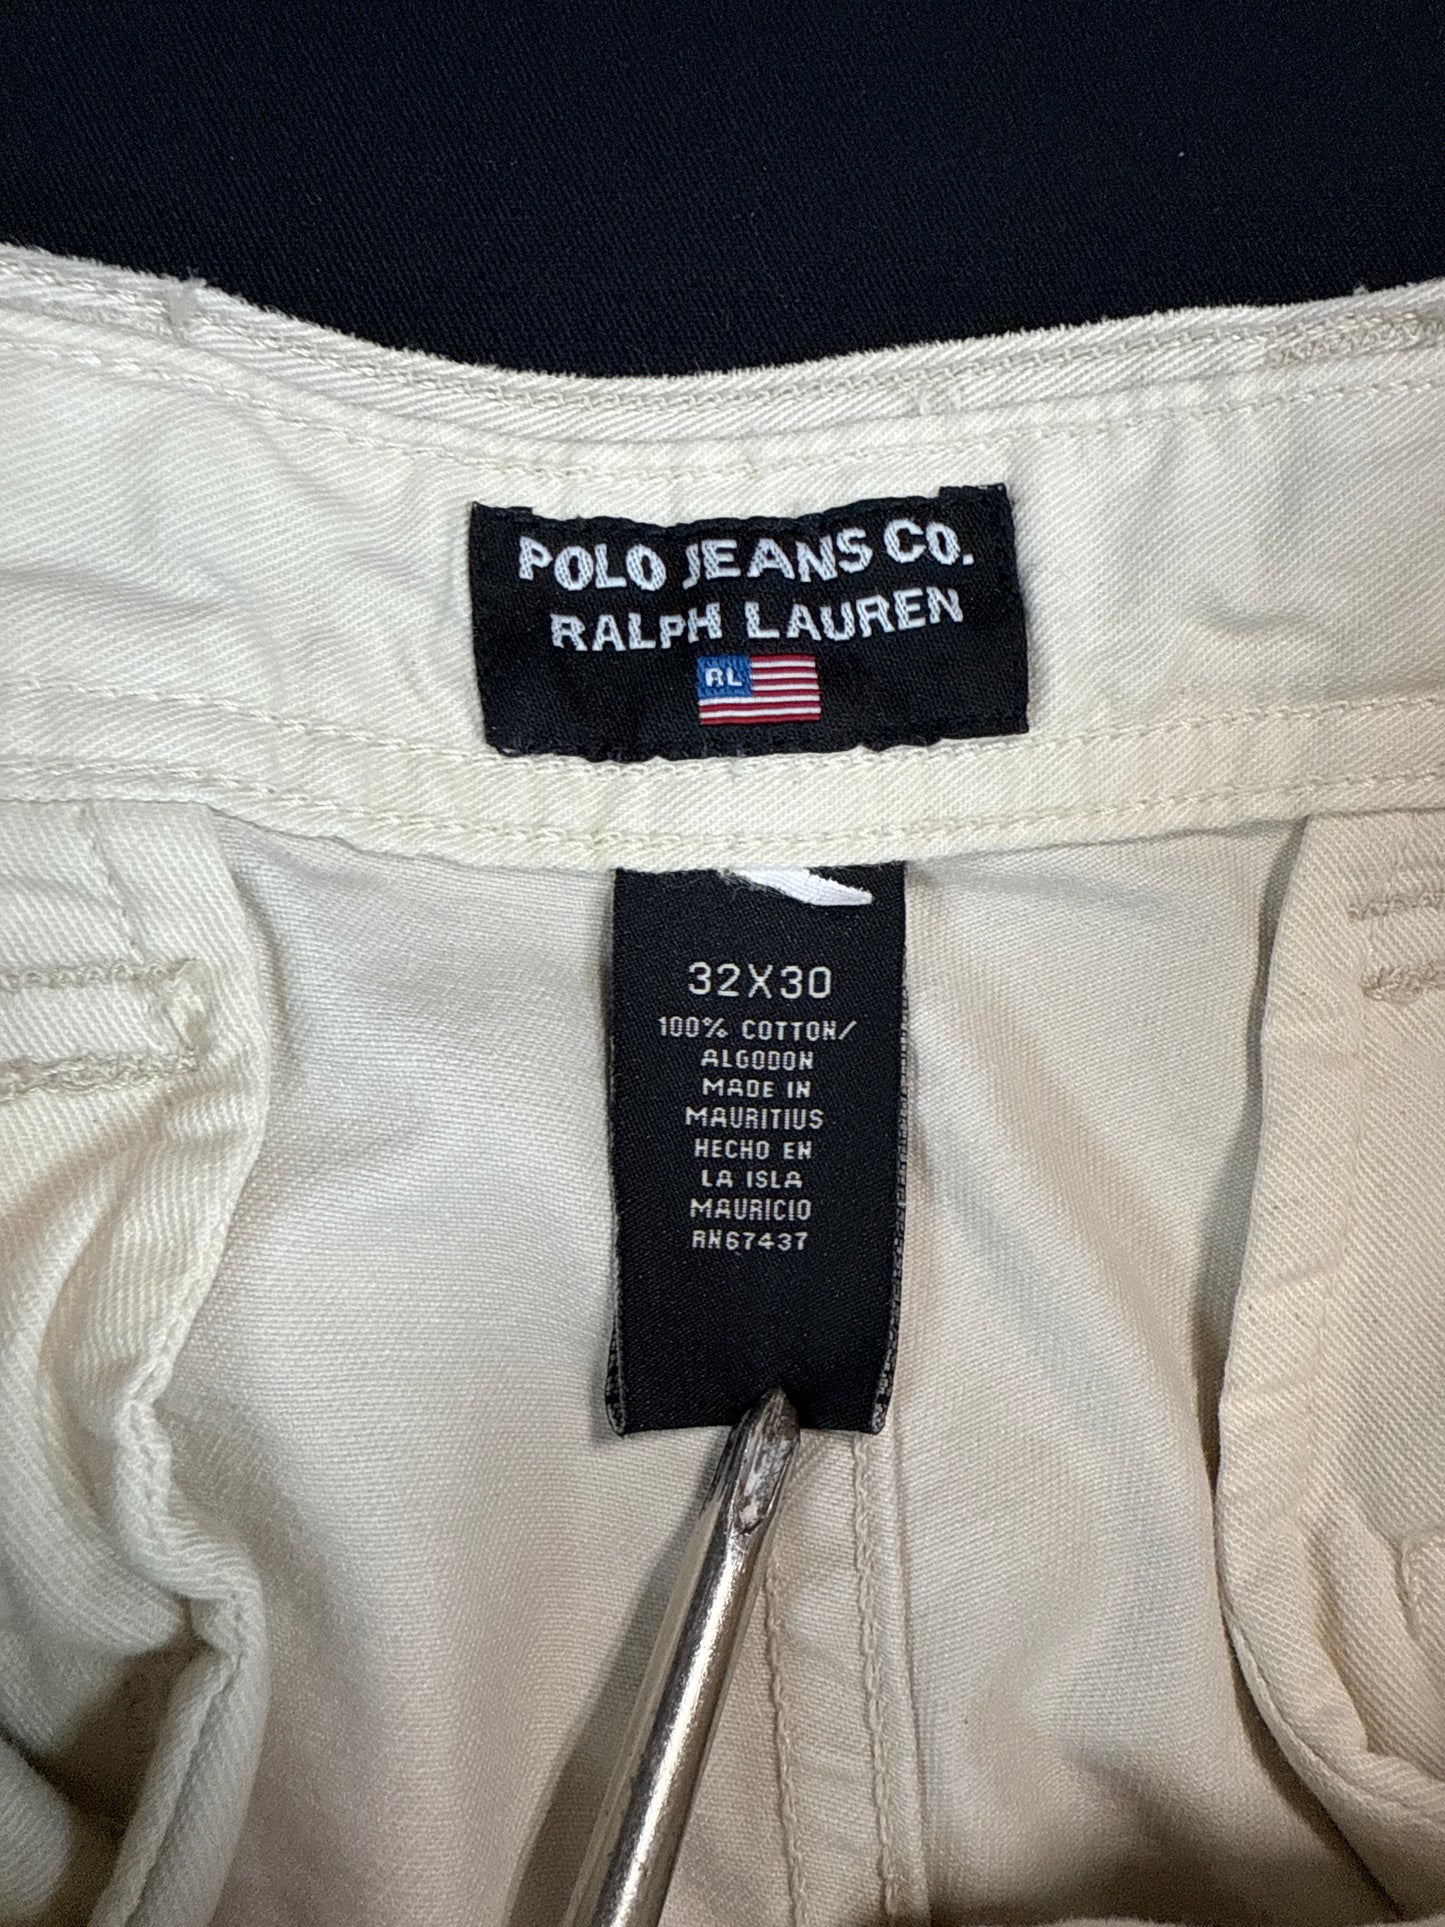 POLO JEANS CO.
RALPH LAUREN
RL
32X30
100% COTTON/
ALGODON
MADE IN
MAURITIUS
HECHO EN
LA ISLA
MAURICIO
RN67437